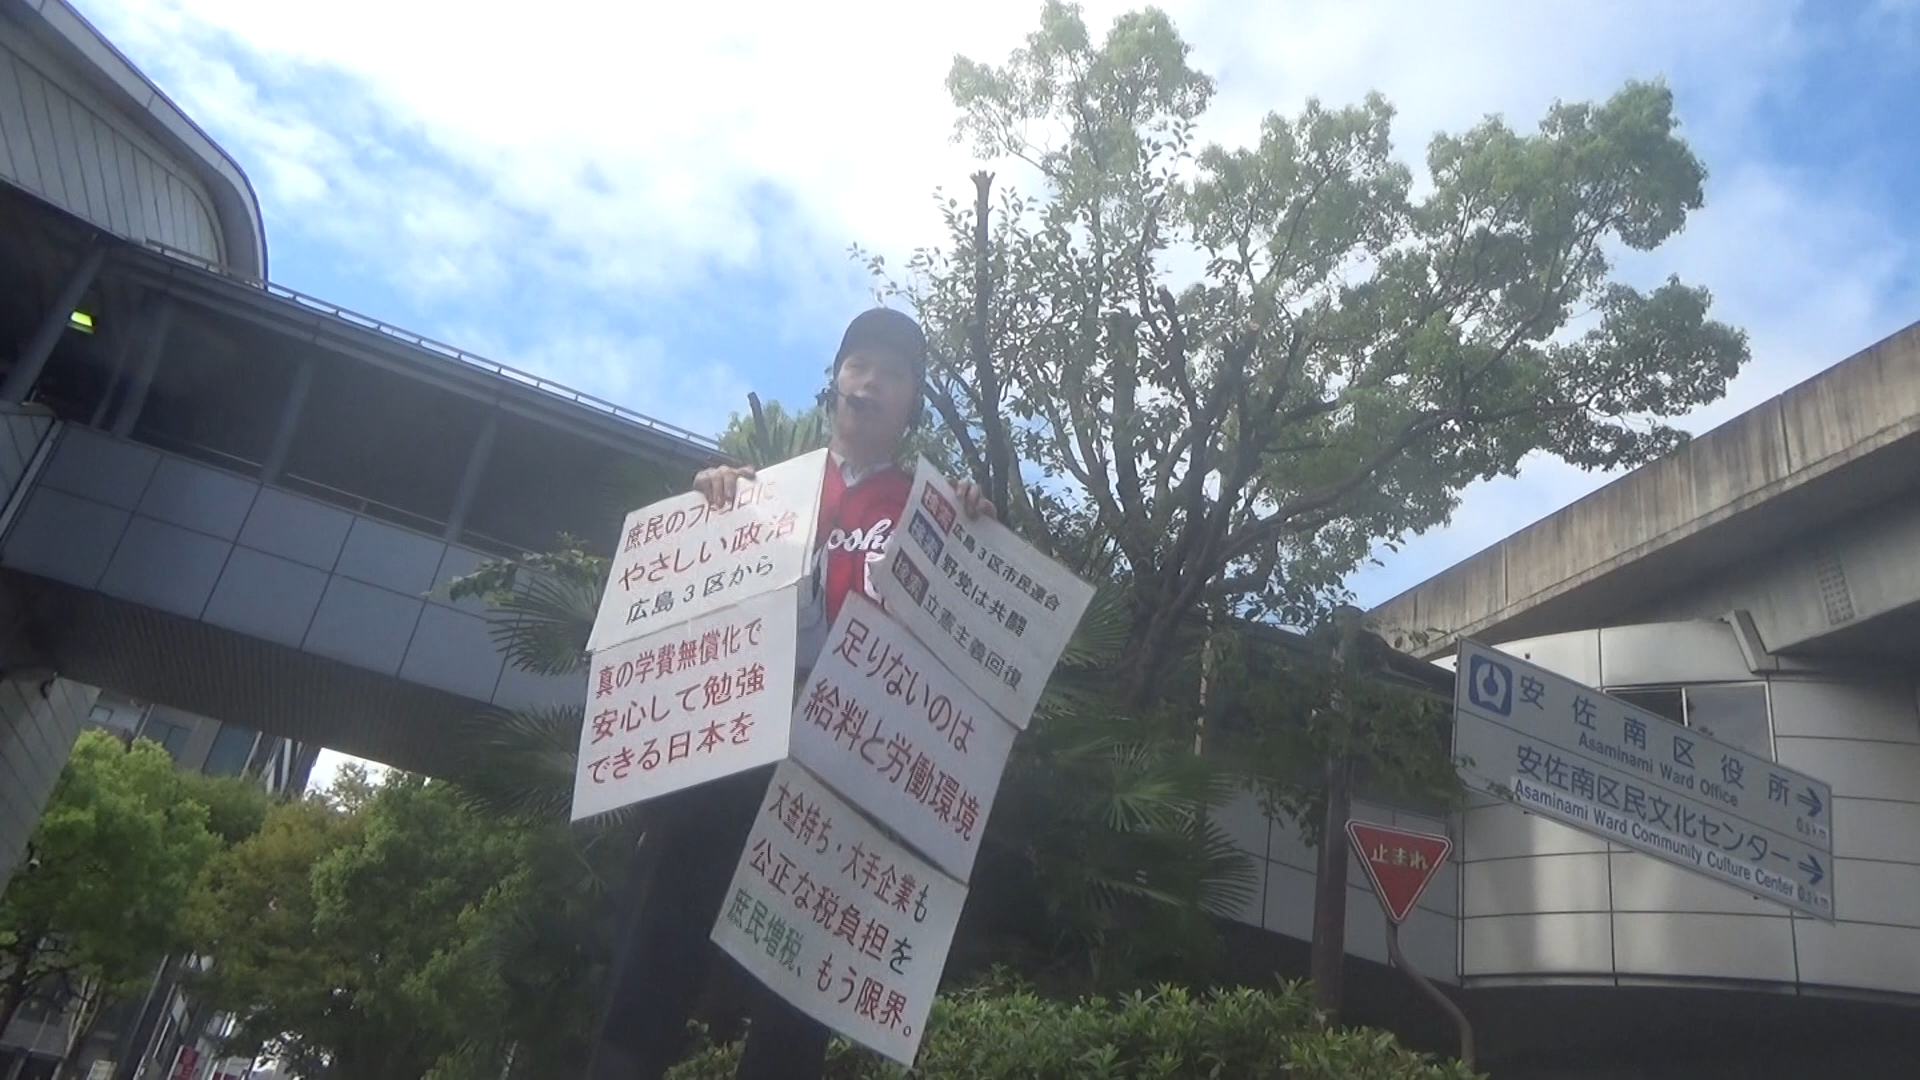 庶民のフトコロに
やさしい政治
広島3区から
真の学費無償化で
安心して勉強
できる日本を
検索 広島3区市民連合
検索 野党は共闘
検索 立憲主義回復
足りないのは
給料と労働環境
大金持ち・大手企業も
公正な税負担を
庶民増税、もう限界。
安佐南区役所
Asaminami Ward Office
安佐南区民文化センター
Asaminami Ward Community Culture Center
止まれ